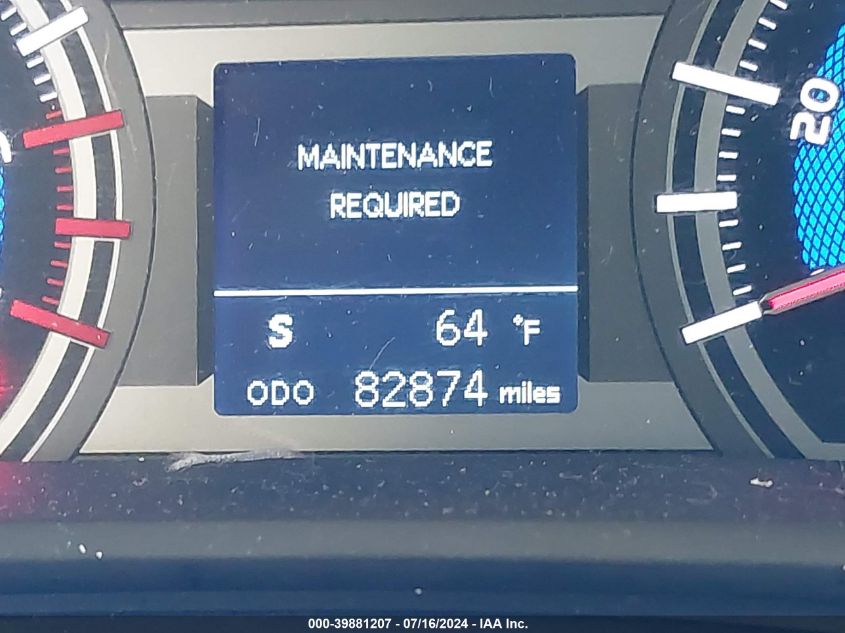 20
MAINTENANCE
REQUIRED
S 64 °F
ODO 82874 miles
000-39881207 - 07/16/2024 - IAA Inc.